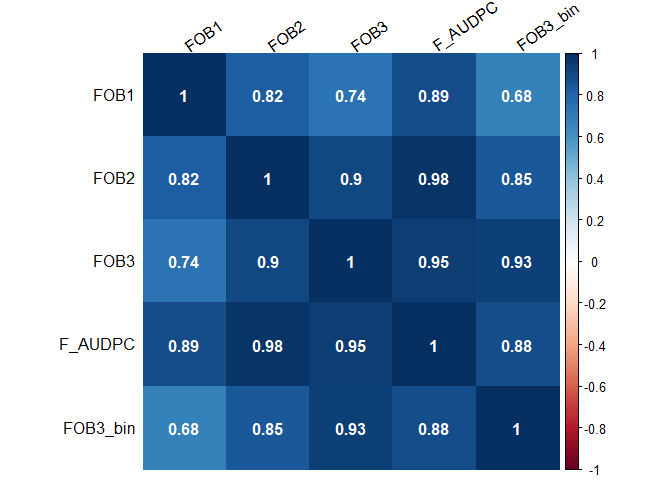 FOB1 FOB2 FOB3 F_AUDPC FOB3_bin
FOB1 1 0.82 0.74 0.89 0.68
FOB2 0.82 1 0.9 0.98 0.85
FOB3 0.74 0.9 1 0.95 0.93
F_AUDPC 0.89 0.98 0.95 1 0.88
FOB3_bin 0.68 0.85 0.93 0.88 1
1
0.8
0.6
0.4
0.2
0
-0.2
-0.4
-0.6
-0.8
-1